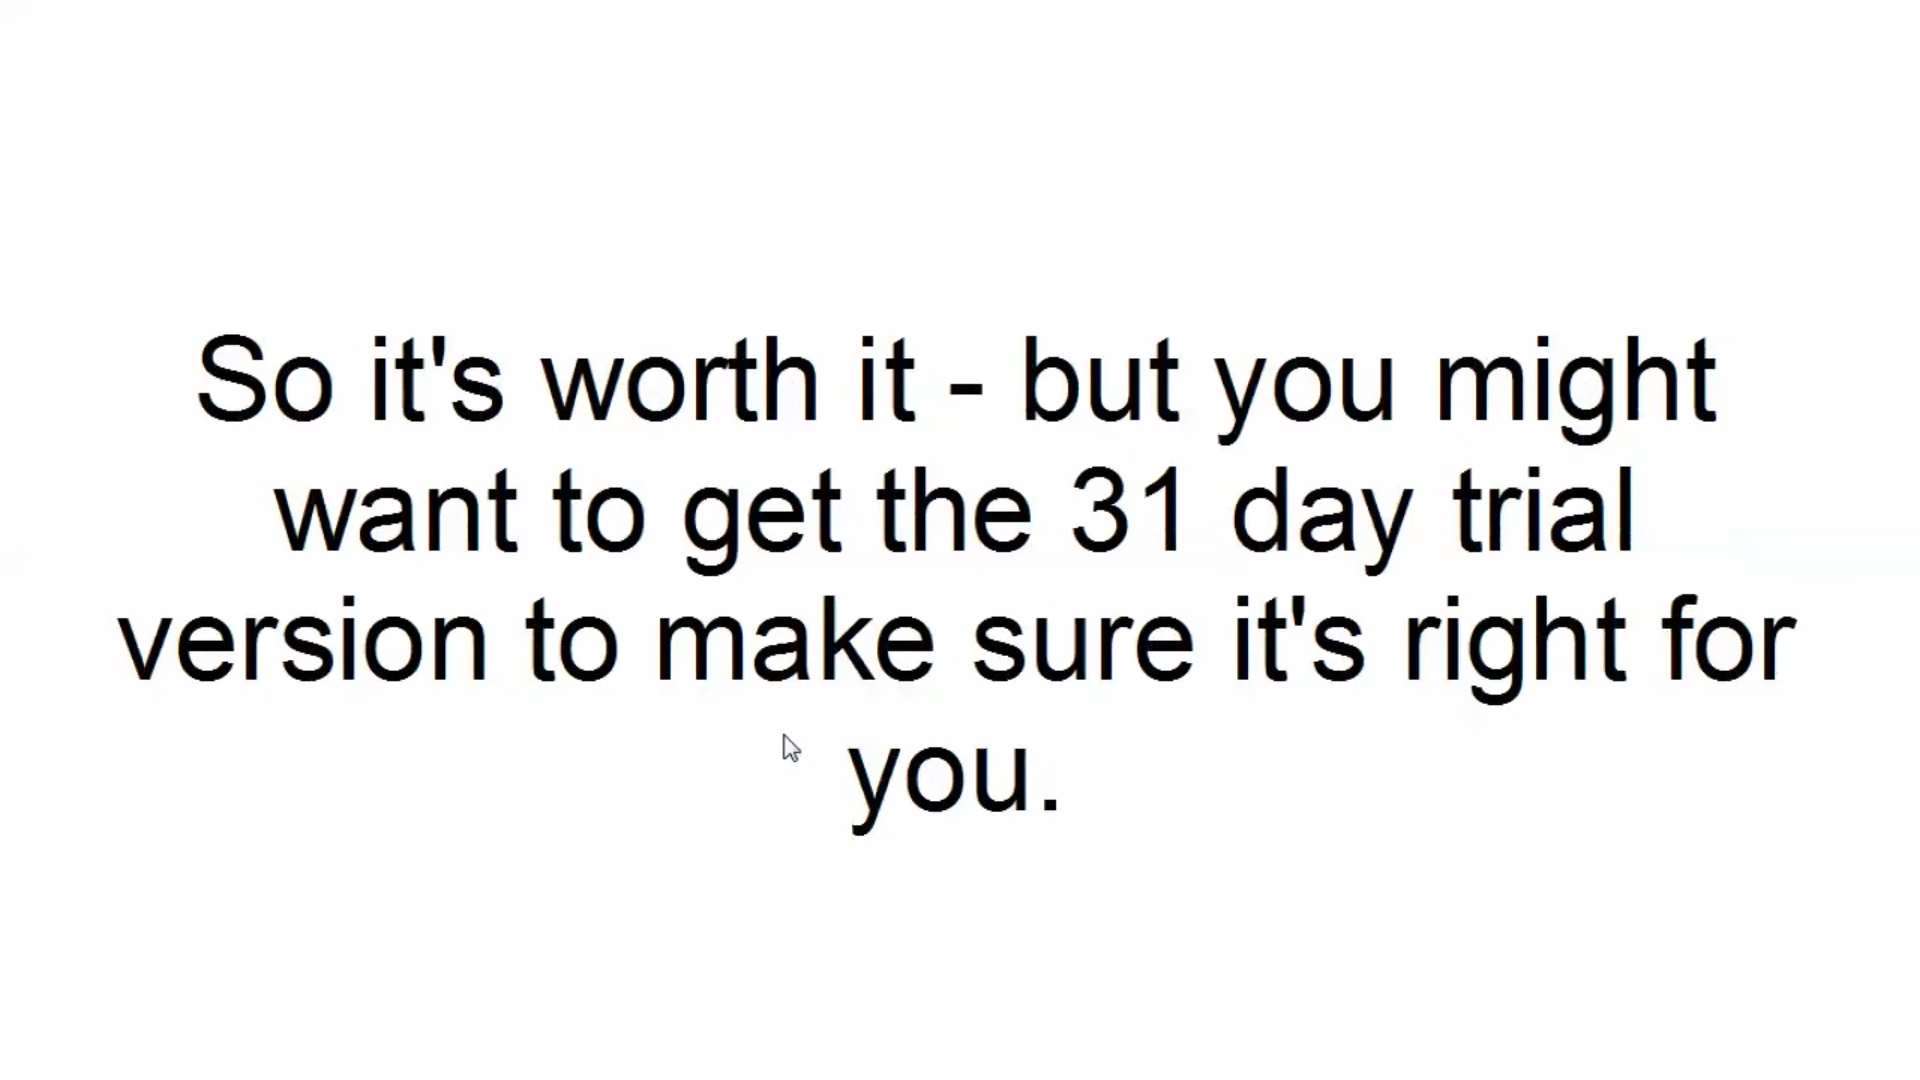 So it's worth it - but you might
want to get the 31 day trial
version to make sure it's right for
you.